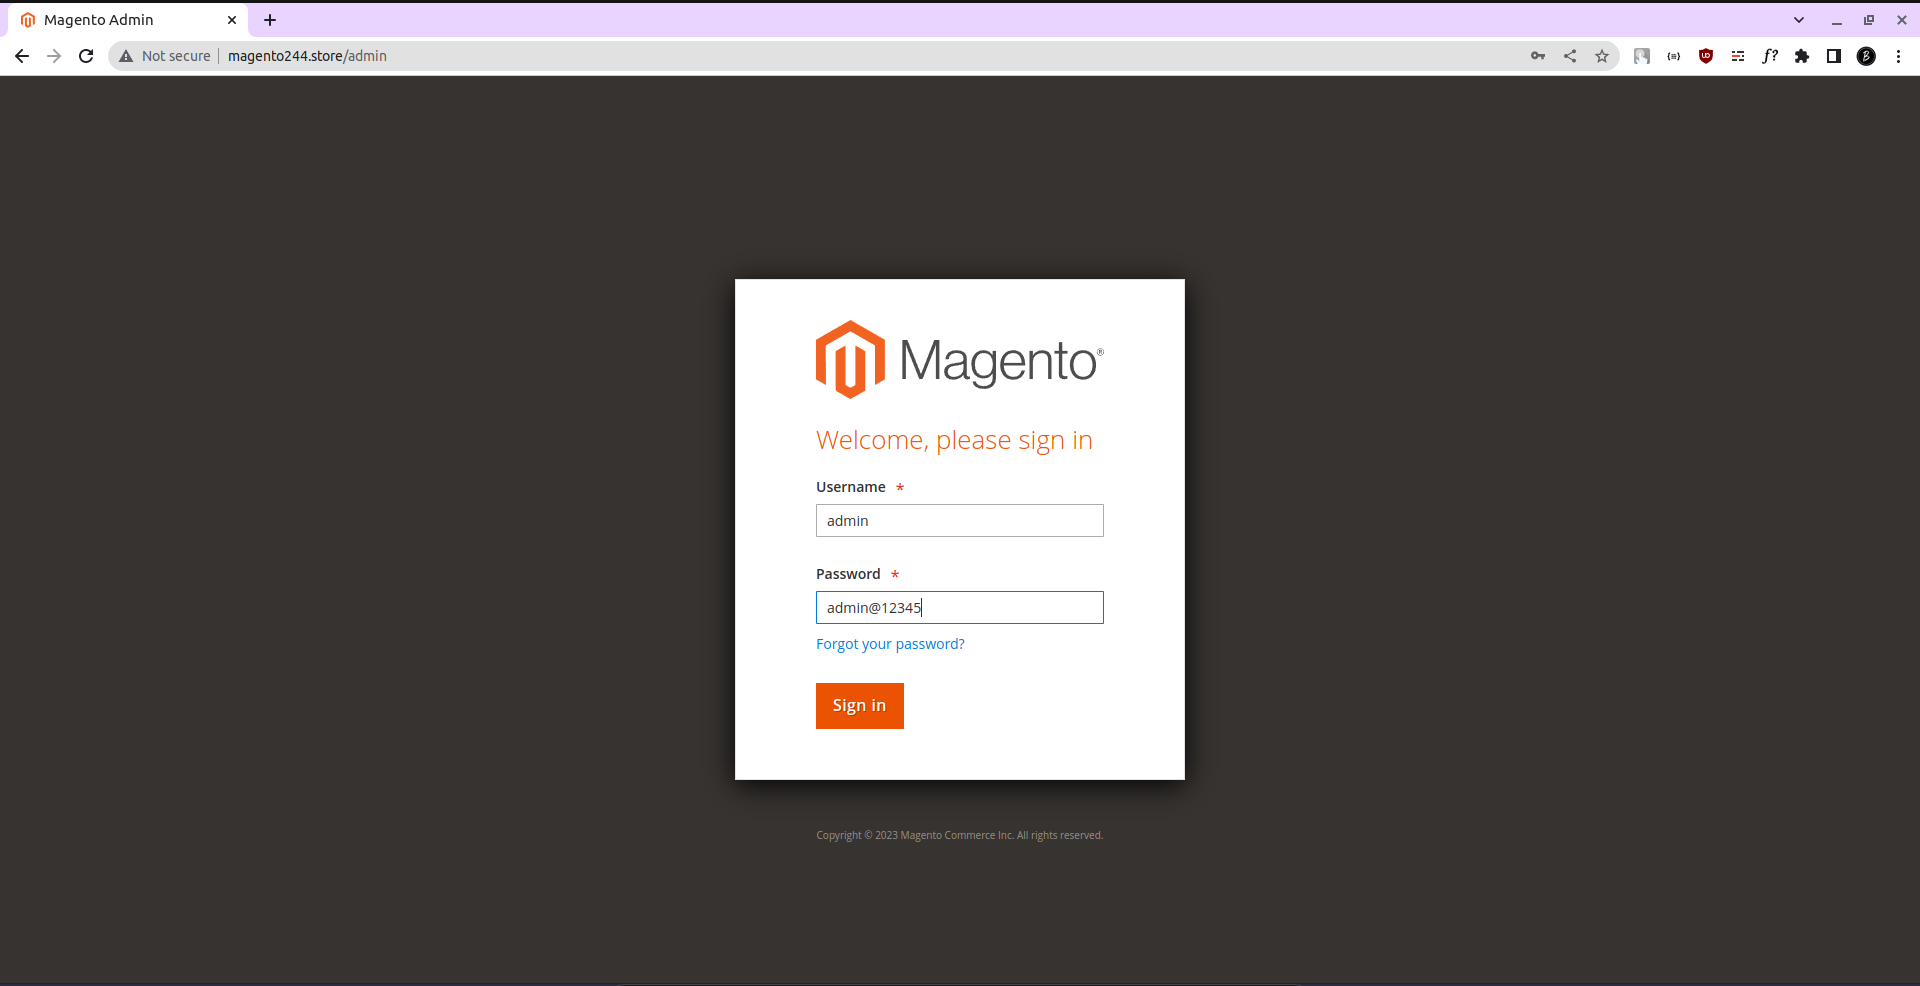 Magento Admin
Not secure
magento244.store/admin
Magento®
Welcome, please sign in
Username *
admin
Password *
admin@12345
Forgot your password?
Sign in
Copyright © 2023 Magento Commerce Inc. All rights reserved.